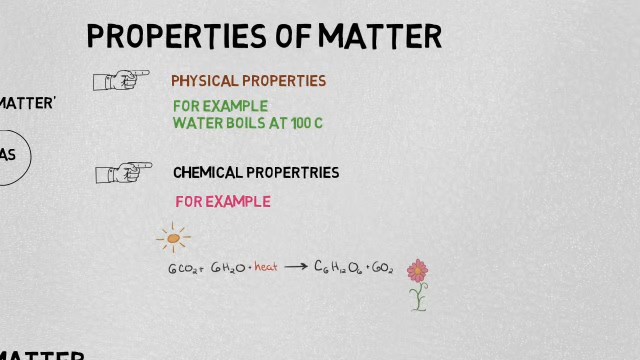 PROPERTIES OF MATTER
PHYSICAL PROPERTIES
MATTER'
FOR EXAMPLE
WATER BOILS AT 100 C
AS
CHEMICAL PROPERTRIES
FOR EXAMPLE
6CO₂ + 6H₂O + heat → C₆H₁₂O₆ + 6O₂
MATTER